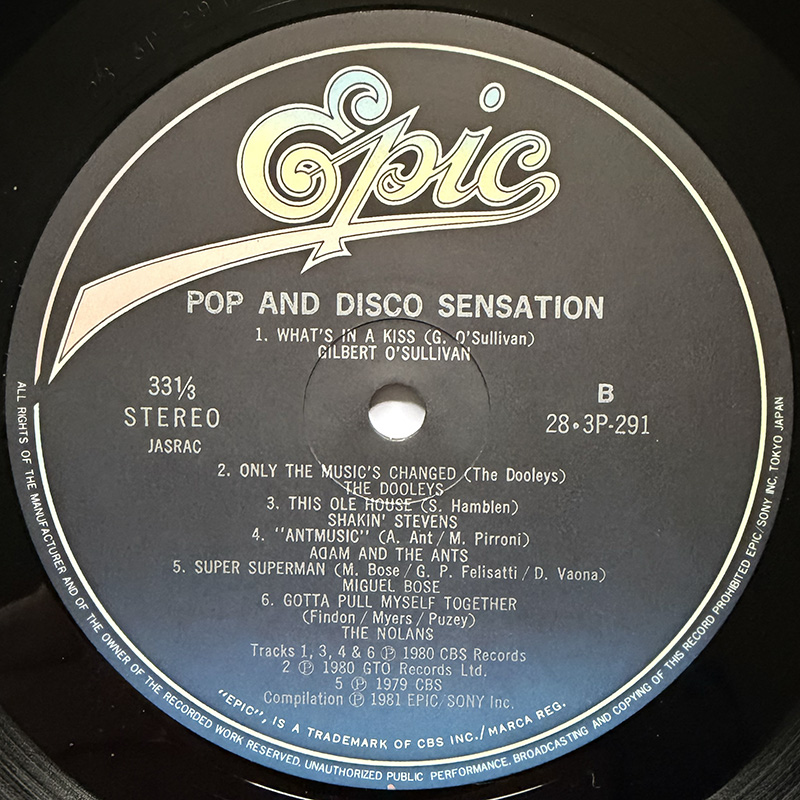 Epic
POP AND DISCO SENSATION
1. WHAT'S IN A KISS (G. O'Sullivan)
GILBERT O'SULLIVAN
33⅓
STEREO
JASRAC
B
28・3P-291
2. ONLY THE MUSIC'S CHANGED (The Dooleys)
THE DOOLEYS
3. THIS OLE HOUSE (S. Hamblen)
SHAKIN' STEVENS
4. "ANTMUSIC" (A. Ant / M. Pirroni)
ADAM AND THE ANTS
5. SUPER SUPERMAN (M. Bose / G. P. Felisatti / D. Vaona)
MIGUEL BOSE
6. GOTTA PULL MYSELF TOGETHER
(Findon / Myers / Puzey)
THE NOLANS
Tracks 1, 3, 4 & 6 ℗ 1980 CBS Records
2 ℗ 1980 GTO Records Ltd.
5 ℗ 1979 CBS
Compilation ℗ 1981 EPIC/SONY Inc.
"EPIC", IS A TRADEMARK OF CBS INC./MARCA REG.
ALL RIGHTS OF THE MANUFACTURER AND OF THE OWNER OF THE RECORDED WORK RESERVED. UNAUTHORIZED PUBLIC PERFORMANCE, BROADCASTING AND COPYING OF THIS RECORD PROHIBITED EPIC/SONY INC. TOKYO JAPAN